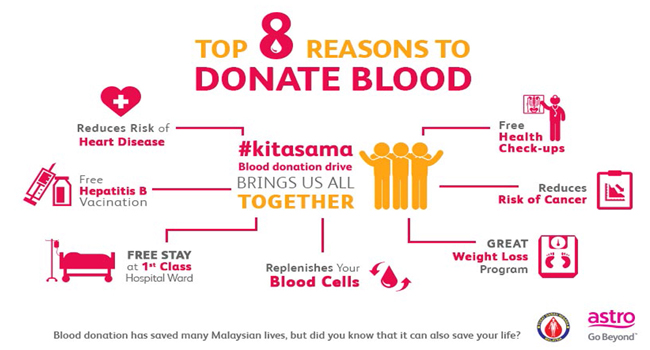 TOP 8 REASONS TO
DONATE BLOOD
Reduces Risk of
Heart Disease
Free
Hepatitis B
Vacination
FREE STAY
at 1st Class
Hospital Ward
#kitasama
Blood donation drive
BRINGS US ALL
TOGETHER
Replenishes Your
Blood Cells
Free
Health
Check-ups
Reduces
Risk of Cancer
GREAT
Weight Loss
Program
Blood donation has saved many Malaysian lives, but did you know that it can also save your life?
astro
Go Beyond™